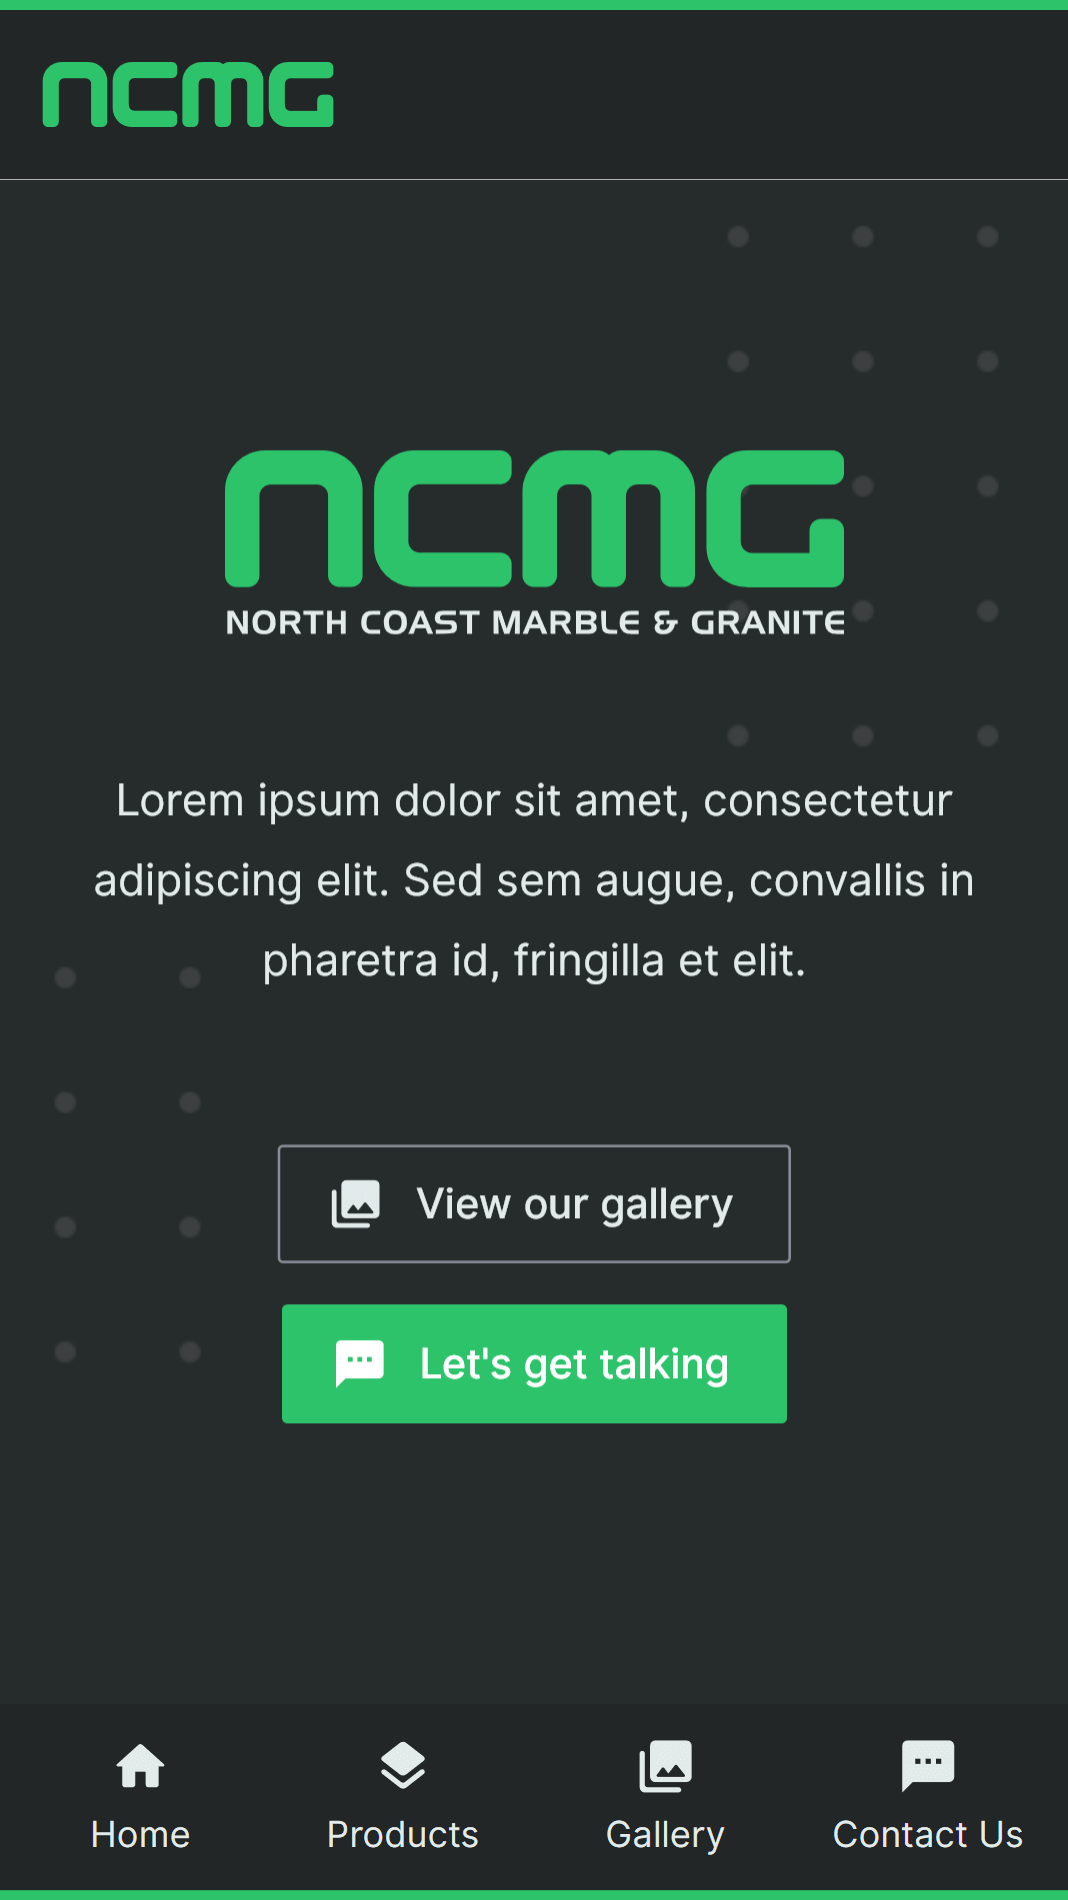 ncmG
ncmG
NORTH COAST MARBLE & GRANITE
Lorem ipsum dolor sit amet, consectetur
adipiscing elit. Sed sem augue, convallis in
pharetra id, fringilla et elit.
View our gallery
Let's get talking
Home
Products
Gallery
Contact Us